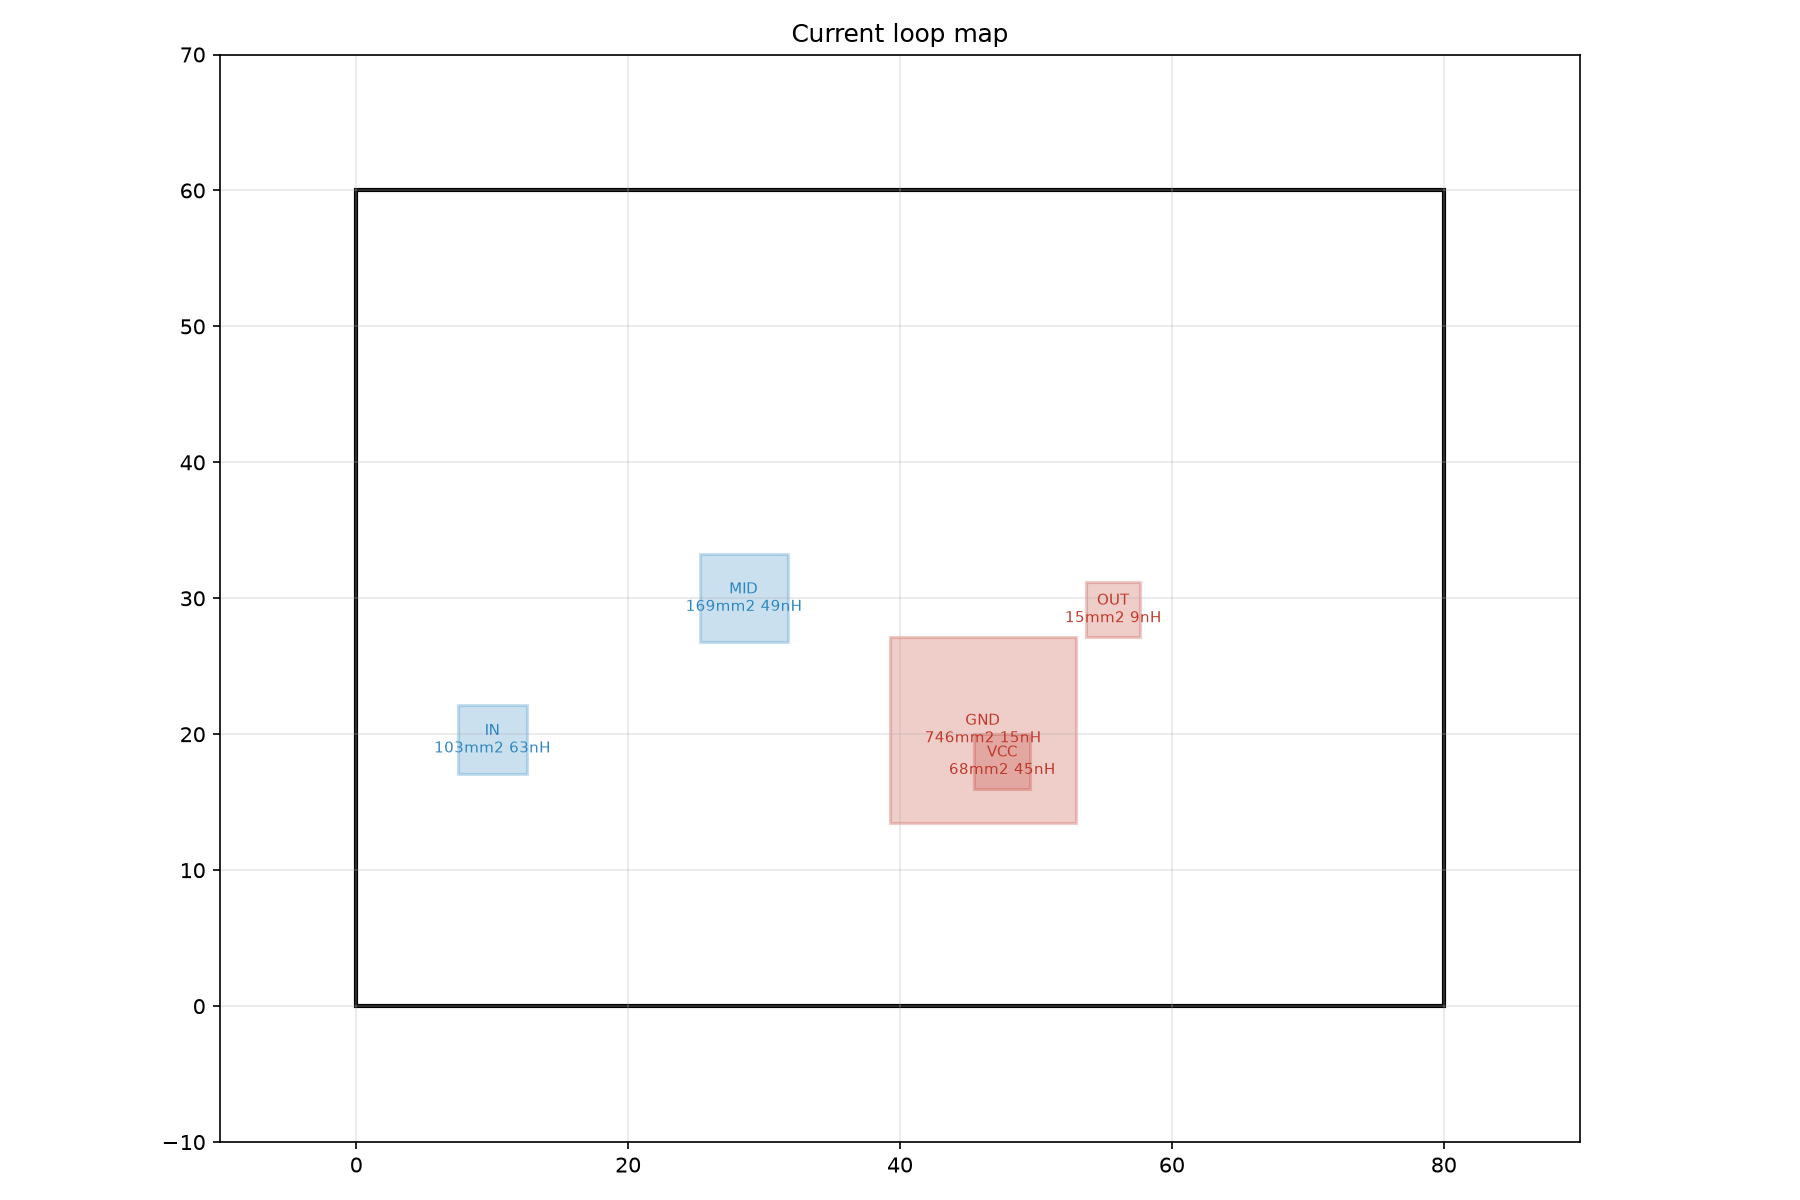 Current loop map
70
60
50
40
30
20
10
0
−10
MID
169mm2 49nH
OUT
15mm2 9nH
IN
103mm2 63nH
GND
746mm2 15nH
VCC
68mm2 45nH
0
20
40
60
80